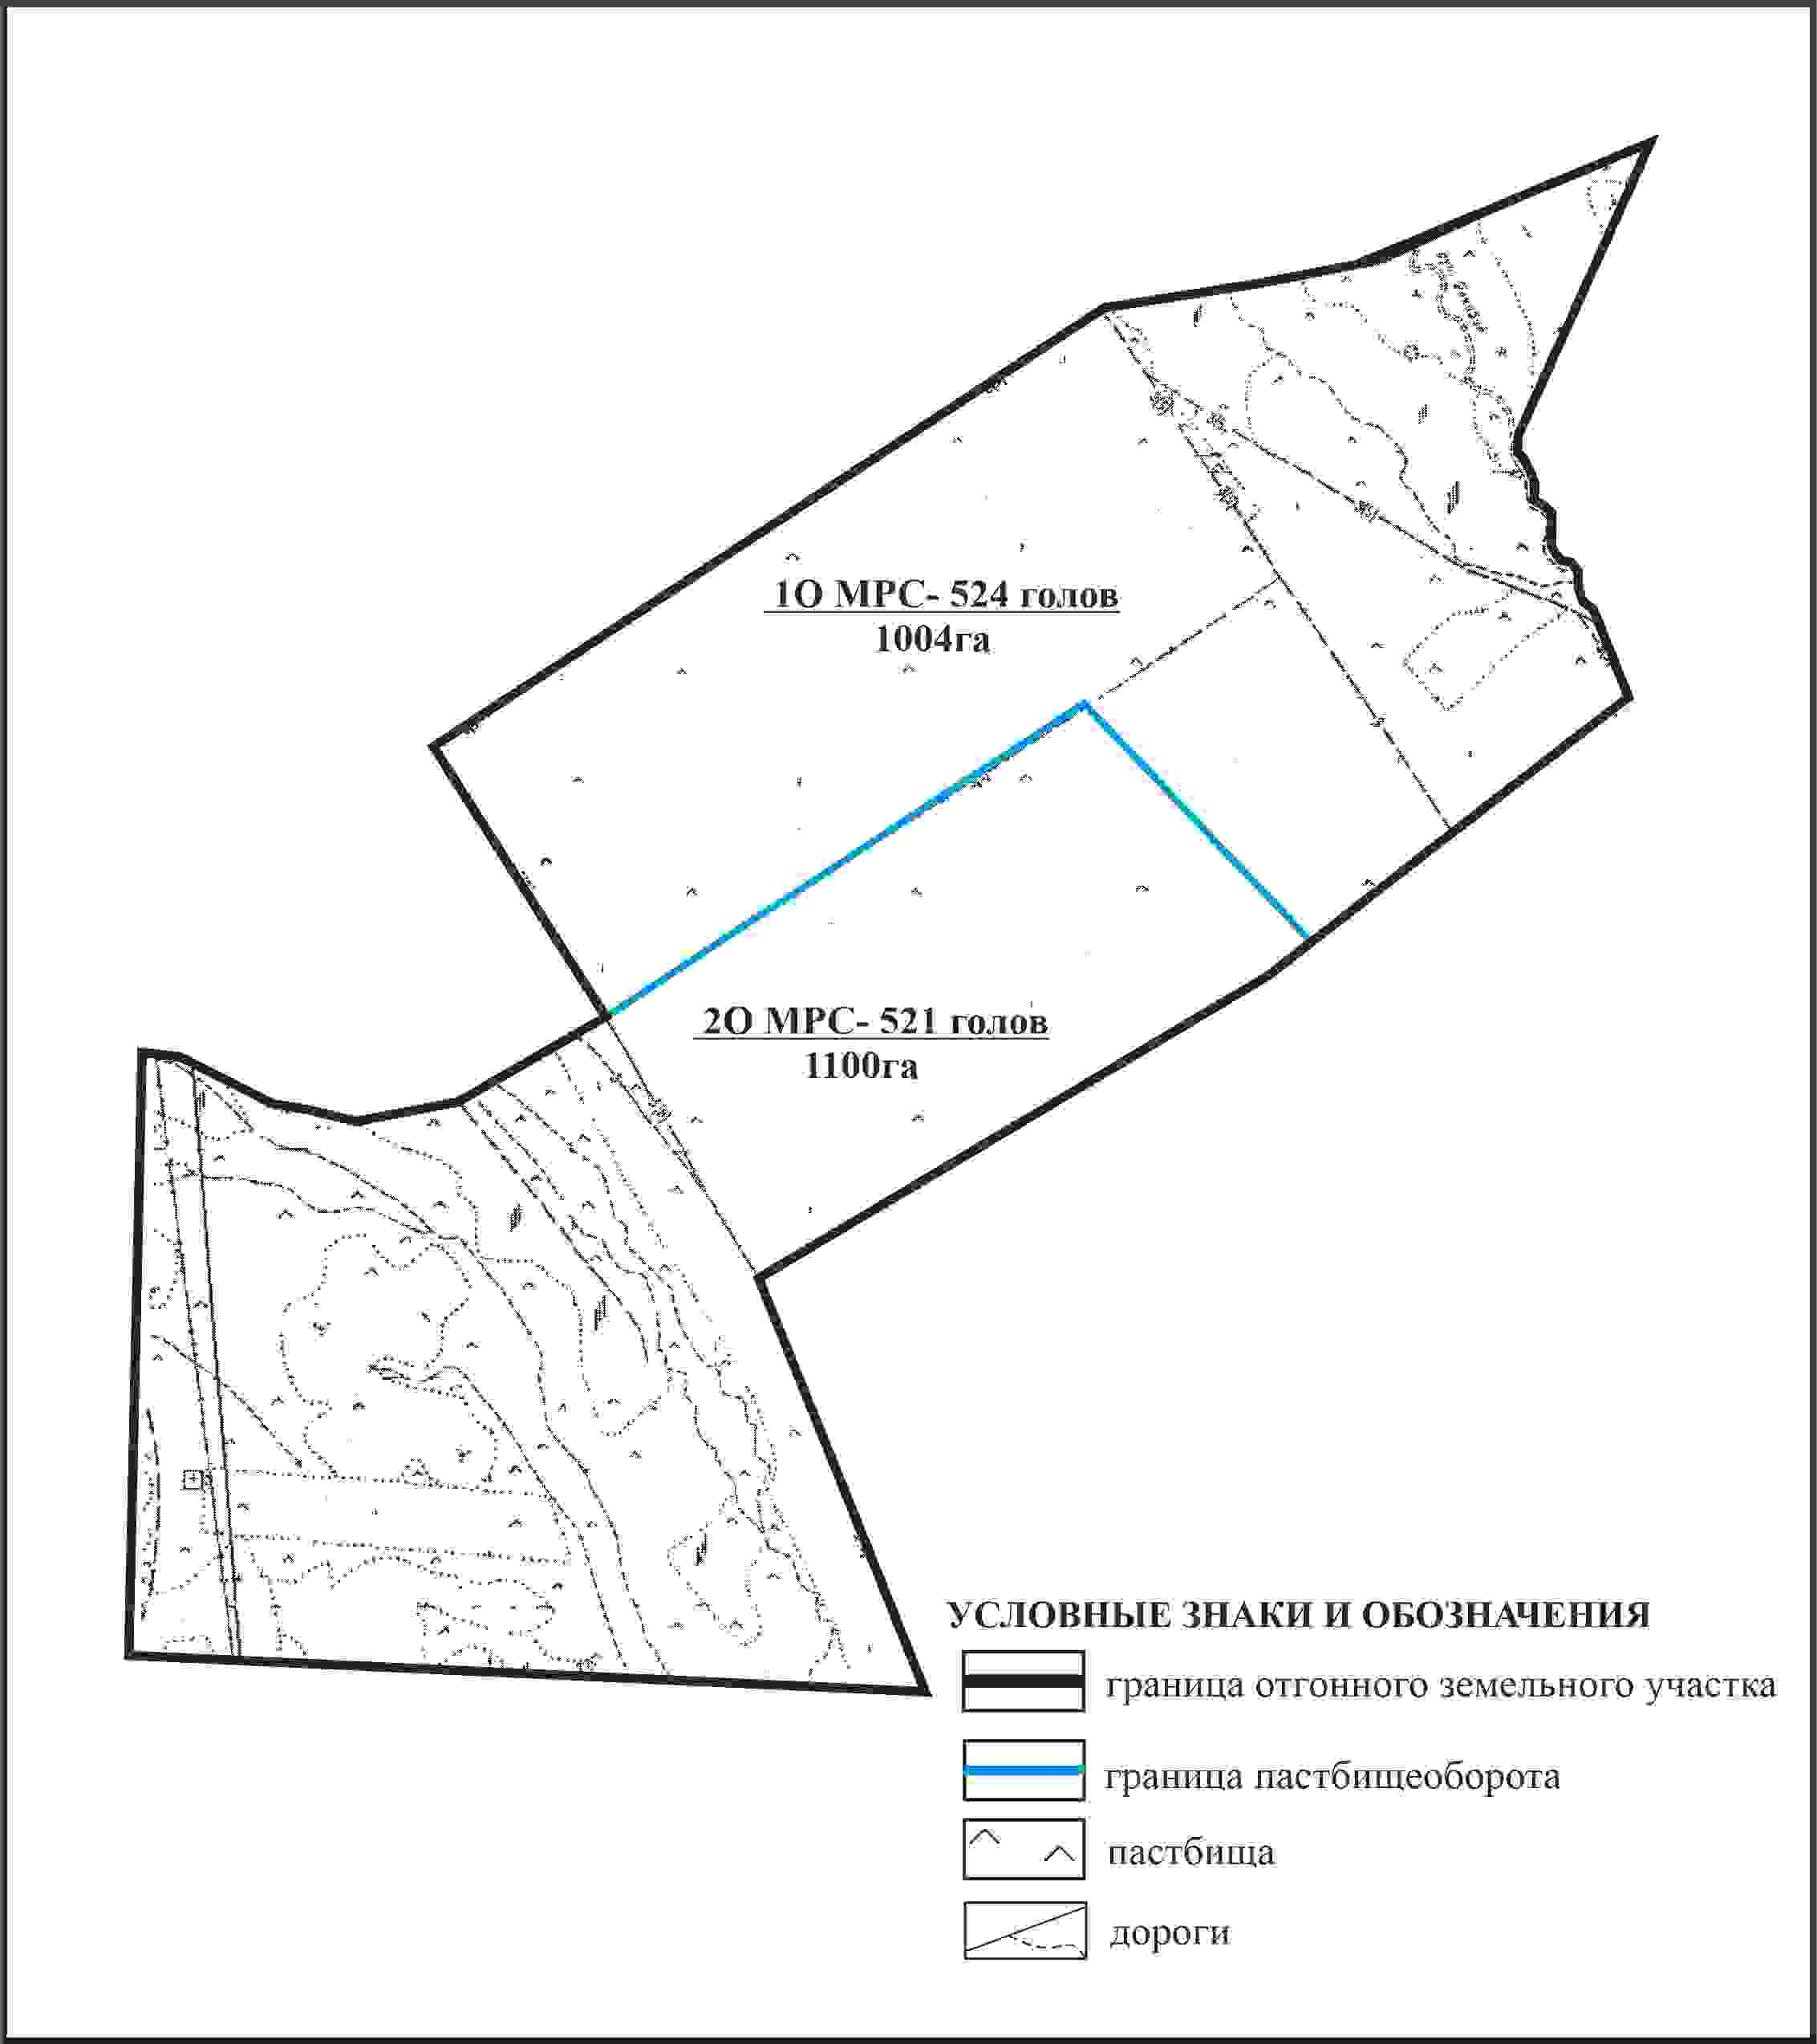 1О МРС- 524 голов
1004га
2О МРС- 521 голов
1100га
УСЛОВНЫЕ ЗНАКИ И ОБОЗНАЧЕНИЯ
граница отгонного земельного участка
граница пастбищеоборота
пастбища
дороги